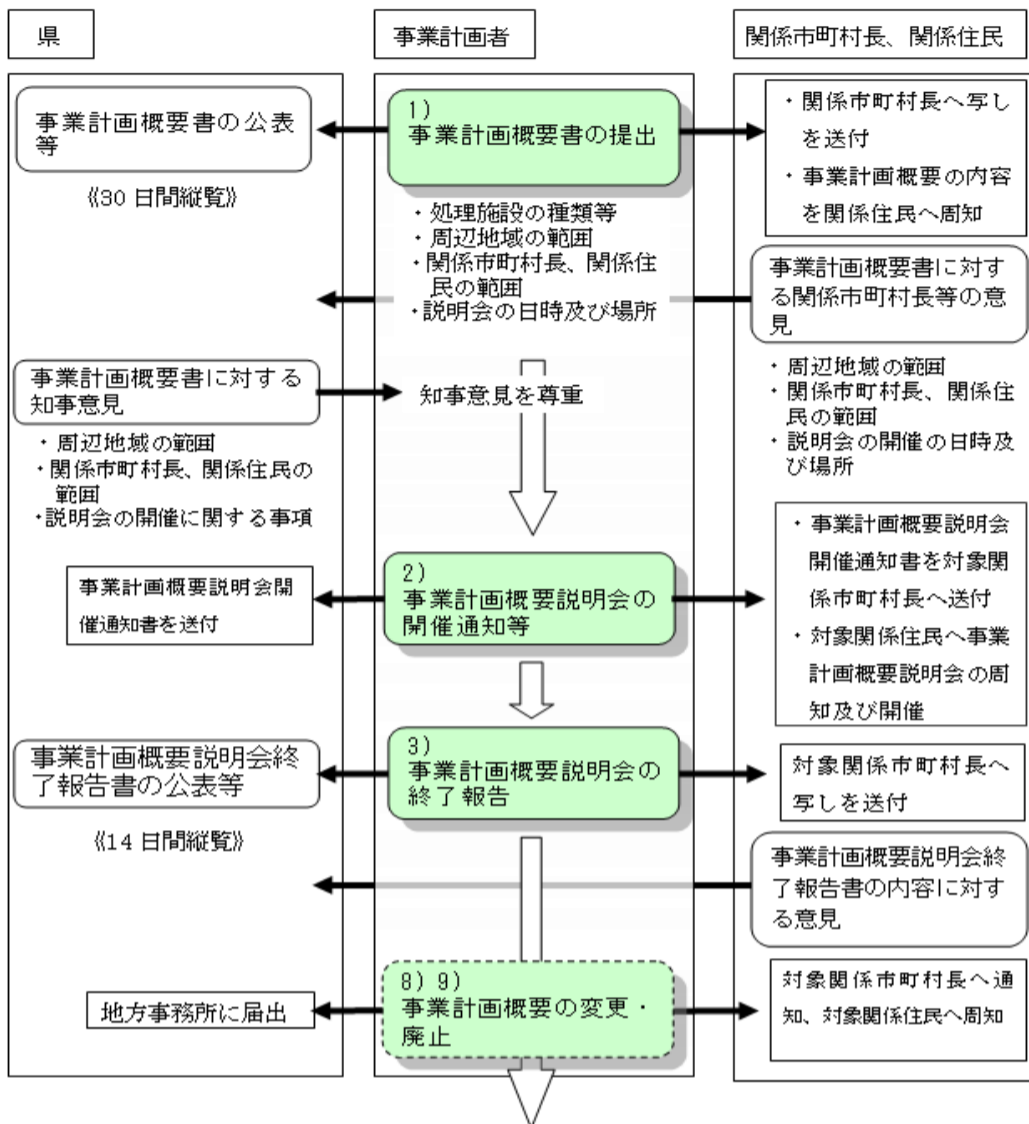 県
事業計画者
関係市町村長、関係住民
事業計画概要書の公表
等
《30 日間縦覧》
1)
事業計画概要書の提出
・処理施設の種類等
・周辺地域の範囲
・関係市町村長、関係住
民の範囲
・説明会の日時及び場所
・関係市町村長へ写し
を送付
・事業計画概要の内容
を関係住民へ周知
事業計画概要書に対す
る関係市町村長等の意
見
・周辺地域の範囲
・関係市町村長、関係住
民の範囲
・説明会の開催の日時及
び場所
事業計画概要書に対する
知事意見
・周辺地域の範囲
・関係市町村長、関係住民の
範囲
・説明会の開催に関する事項
知事意見を尊重
事業計画概要説明会開
催通知書を送付
2)
事業計画概要説明会の
開催通知等
・事業計画概要説明会
開催通知書を対象関
係市町村長へ送付
・対象関係住民へ事業
計画概要説明会の周
知及び開催
事業計画概要説明会終
了報告書の公表等
《14 日間縦覧》
3)
事業計画概要説明会の
終了報告
対象関係市町村長へ
写しを送付
事業計画概要説明会終
了報告書の内容に対す
る意見
地方事務所に届出
8) 9)
事業計画概要の変更・
廃止
対象関係市町村長へ通
知、対象関係住民へ周知